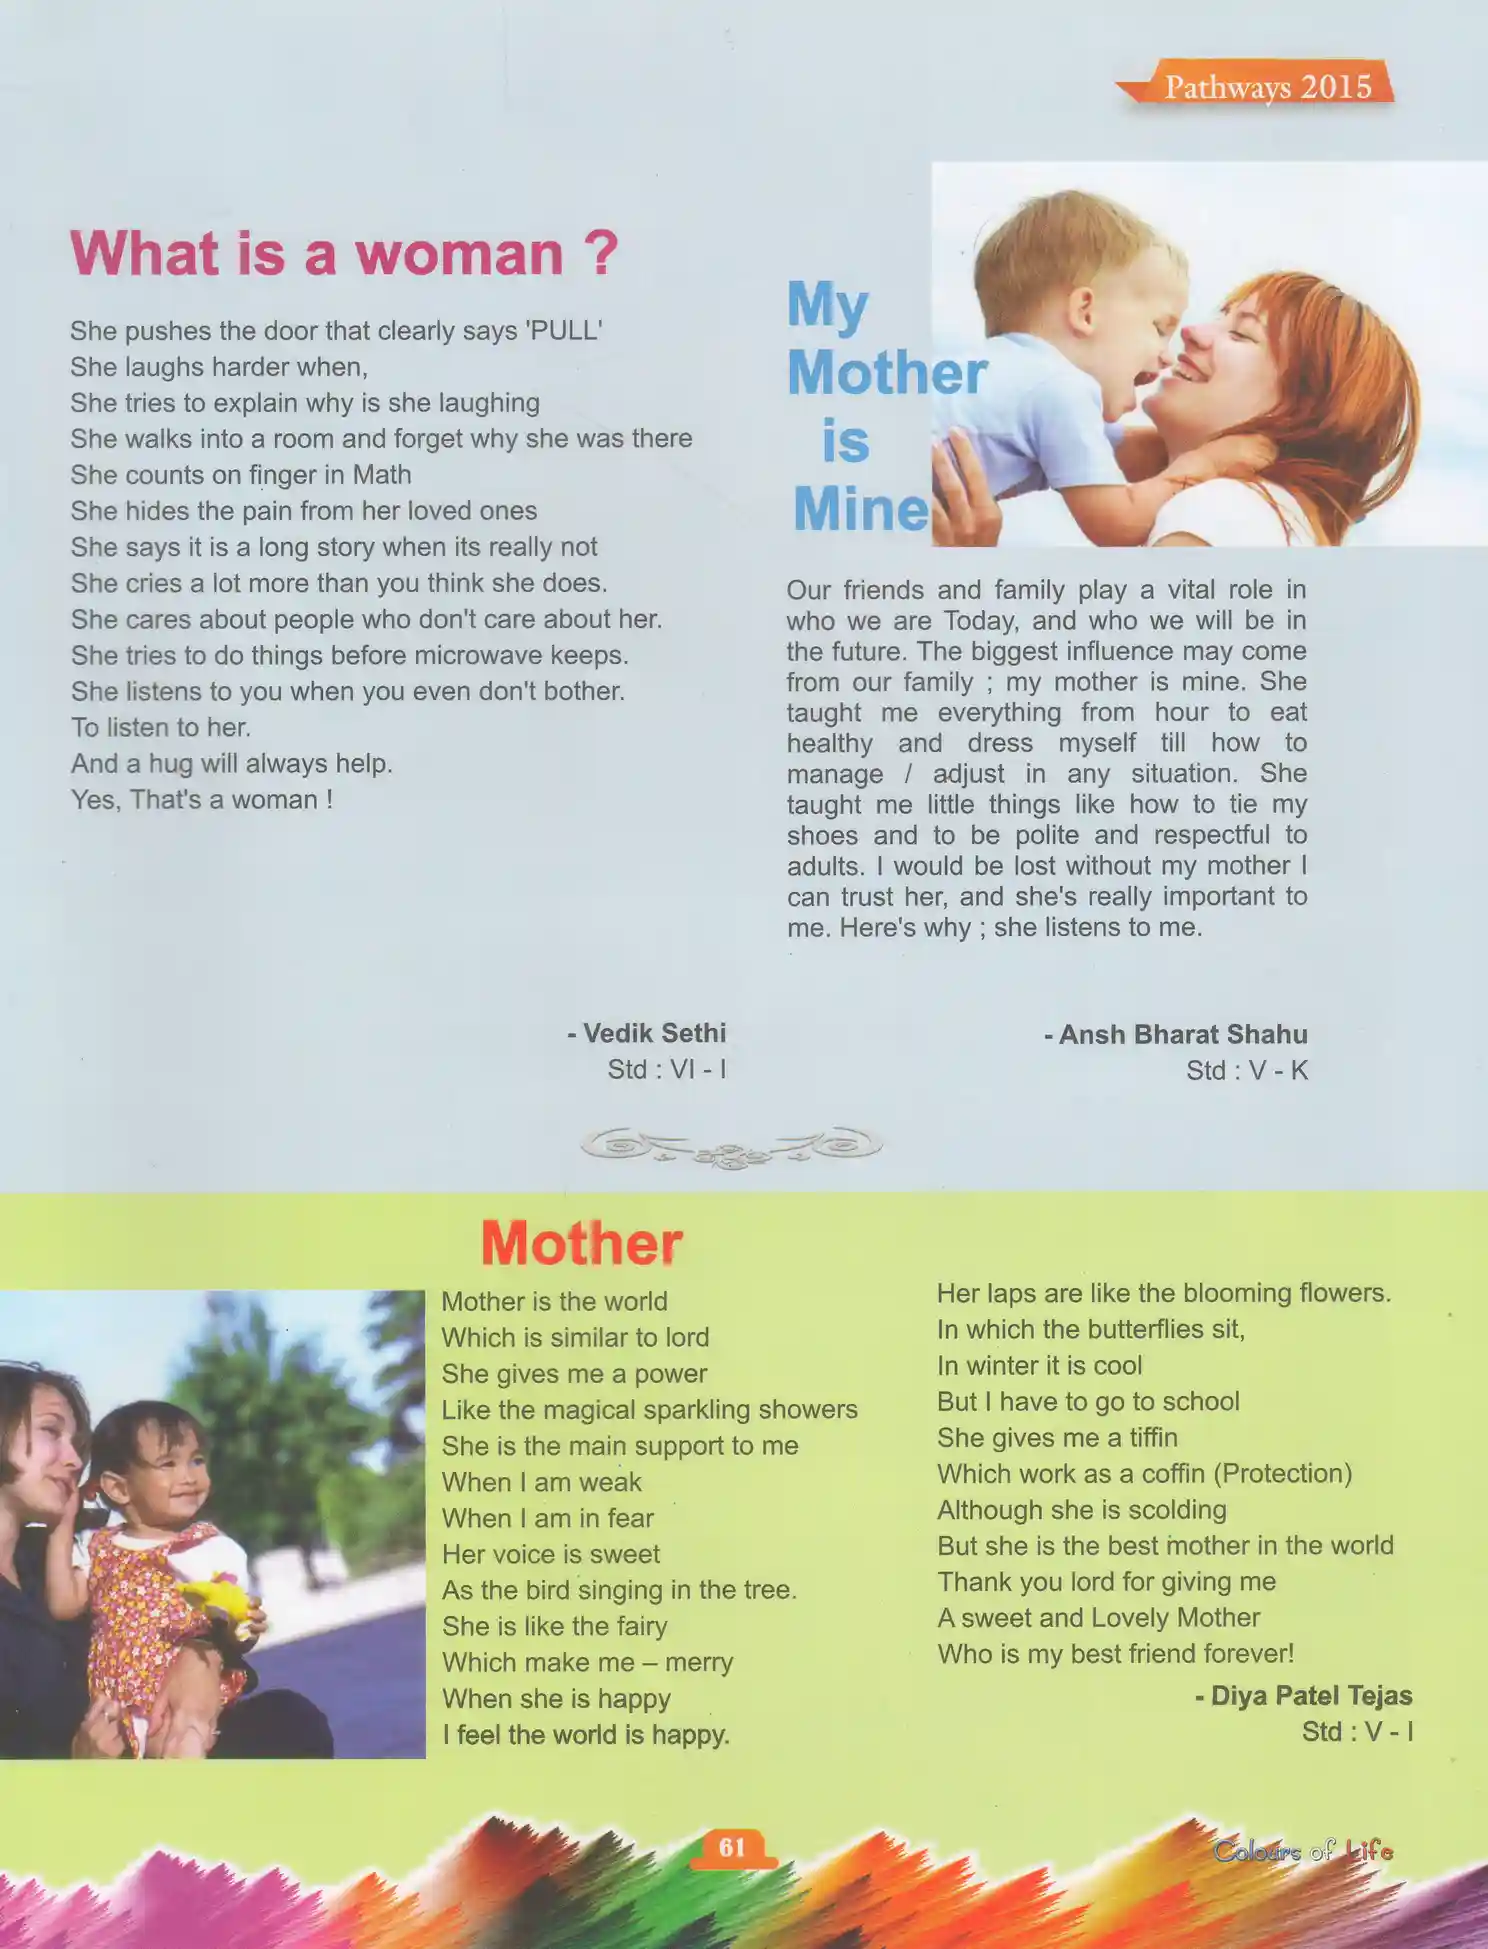 Pathways 2015
What is a woman ?
She pushes the door that clearly says 'PULL'
She laughs harder when,
She tries to explain why is she laughing
She walks into a room and forget why she was there
She counts on finger in Math
She hides the pain from her loved ones
She says it is a long story when its really not
She cries a lot more than you think she does.
She cares about people who don't care about her.
She tries to do things before microwave keeps.
She listens to you when you even don't bother.
To listen to her.
And a hug will always help.
Yes, That's a woman !
- Vedik Sethi
Std : VI - I
My
Mother
is
Mine
Our friends and family play a vital role in
who we are Today, and who we will be in
the future. The biggest influence may come
from our family ; my mother is mine. She
taught me everything from hour to eat
healthy and dress myself till how to
manage / adjust in any situation. She
taught me little things like how to tie my
shoes and to be polite and respectful to
adults. I would be lost without my mother I
can trust her, and she's really important to
me. Here's why ; she listens to me.
- Ansh Bharat Shahu
Std : V - K
Mother
Mother is the world
Which is similar to lord
She gives me a power
Like the magical sparkling showers
She is the main support to me
When I am weak
When I am in fear
Her voice is sweet
As the bird singing in the tree.
She is like the fairy
Which make me – merry
When she is happy
I feel the world is happy.
Her laps are like the blooming flowers.
In which the butterflies sit,
In winter it is cool
But I have to go to school
She gives me a tiffin
Which work as a coffin (Protection)
Although she is scolding
But she is the best mother in the world
Thank you lord for giving me
A sweet and Lovely Mother
Who is my best friend forever!
- Diya Patel Tejas
Std : V - I
61
Colours of Life